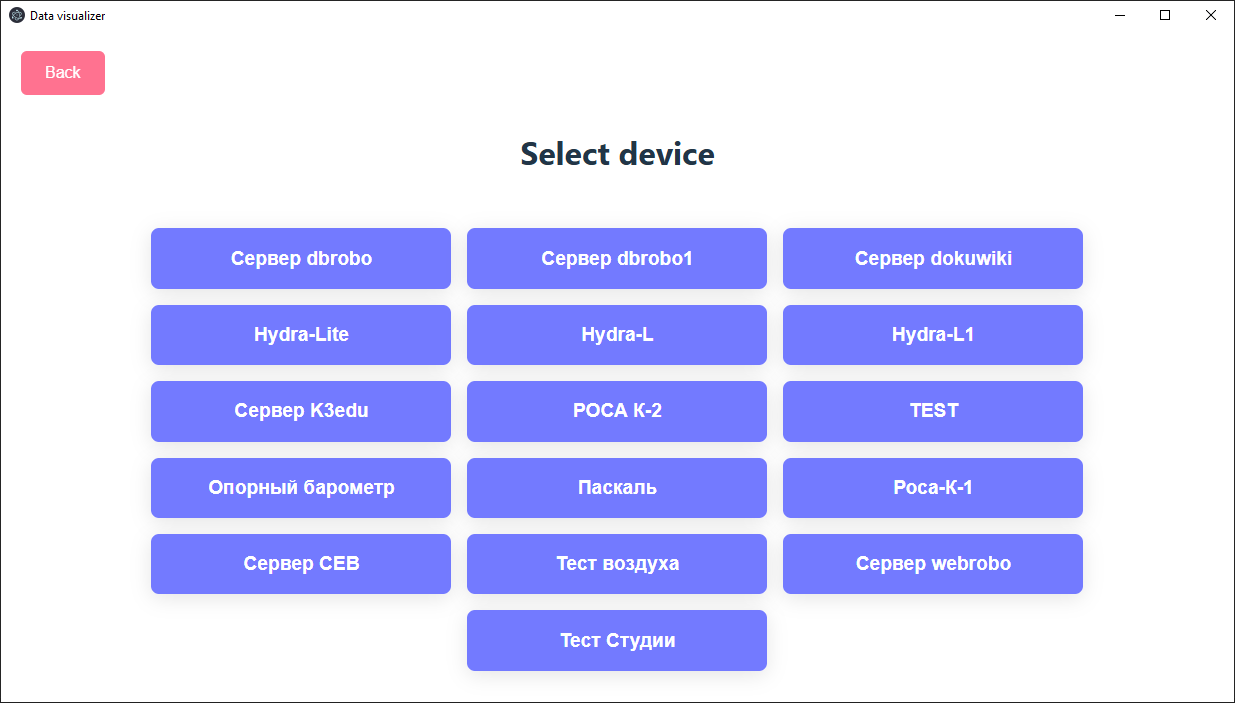 Data visualizer
Back
Select device
Сервер dbrobo
Сервер dbrobo1
Сервер dokuwiki
Hydra-Lite
Hydra-L
Hydra-L1
Сервер K3edu
РОСА К-2
TEST
Опорный барометр
Паскаль
Роса-К-1
Сервер СЕВ
Тест воздуха
Сервер webrobo
Тест Студии